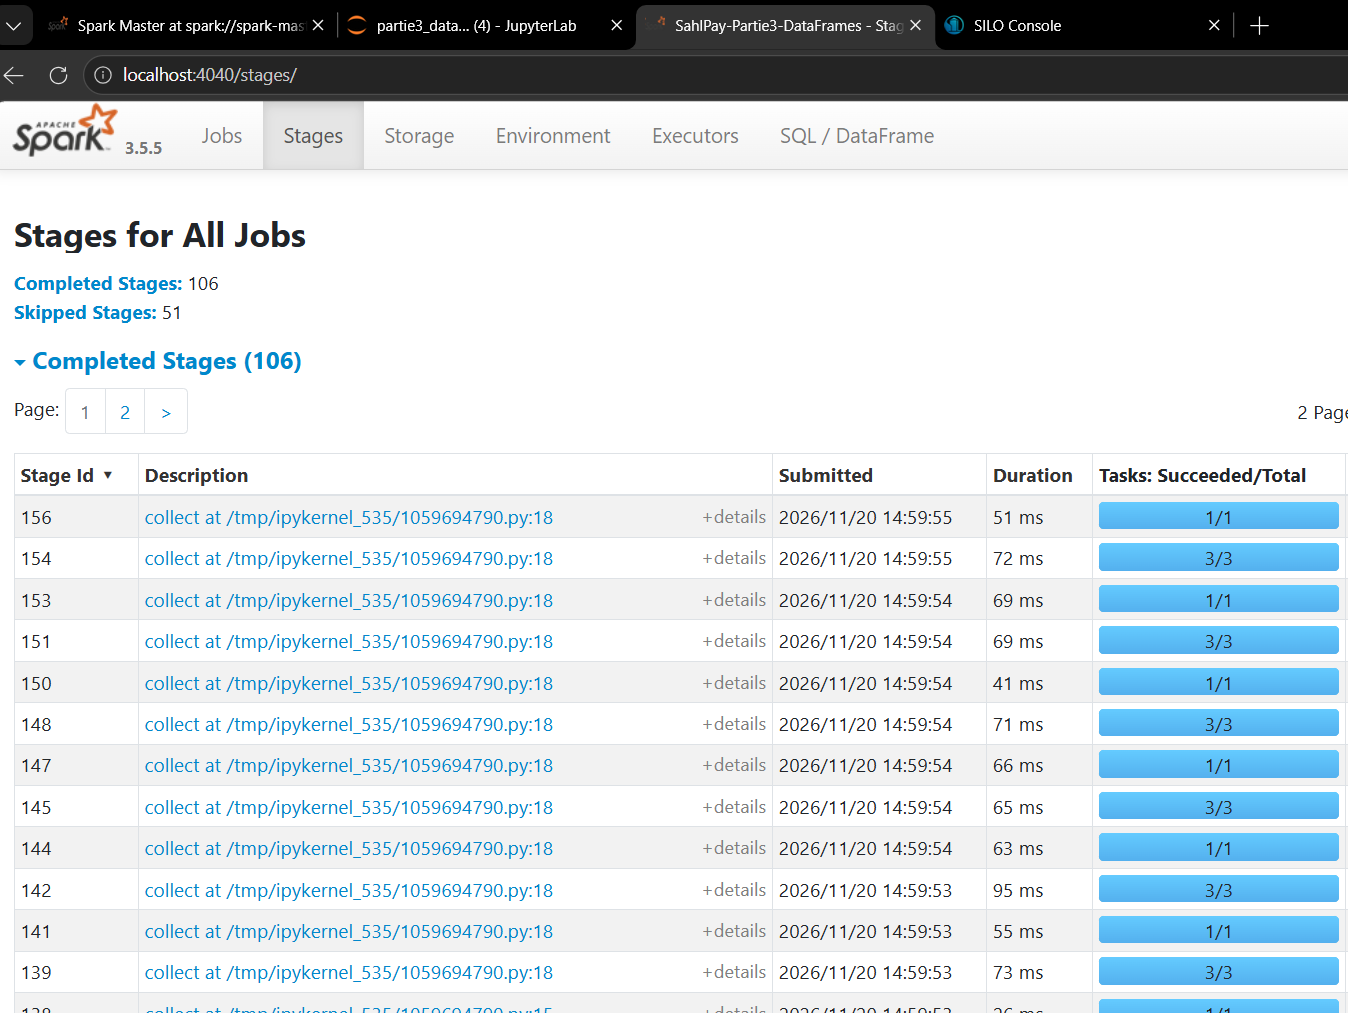 Spark Master at spark://spark-mas
partie3_data... (4) - JupyterLab
SahlPay-Partie3-DataFrames - Stag
SILO Console
localhost:4040/stages/
APACHE Spark 3.5.5
Jobs
Stages
Storage
Environment
Executors
SQL / DataFrame
Stages for All Jobs
Completed Stages: 106
Skipped Stages: 51
Completed Stages (106)
Page: 1 2 > 2 Page
Stage Id ▼ Description Submitted Duration Tasks: Succeeded/Total
156 collect at /tmp/ipykernel_535/1059694790.py:18 +details 2026/11/20 14:59:55 51 ms 1/1
154 collect at /tmp/ipykernel_535/1059694790.py:18 +details 2026/11/20 14:59:55 72 ms 3/3
153 collect at /tmp/ipykernel_535/1059694790.py:18 +details 2026/11/20 14:59:54 69 ms 1/1
151 collect at /tmp/ipykernel_535/1059694790.py:18 +details 2026/11/20 14:59:54 69 ms 3/3
150 collect at /tmp/ipykernel_535/1059694790.py:18 +details 2026/11/20 14:59:54 41 ms 1/1
148 collect at /tmp/ipykernel_535/1059694790.py:18 +details 2026/11/20 14:59:54 71 ms 3/3
147 collect at /tmp/ipykernel_535/1059694790.py:18 +details 2026/11/20 14:59:54 66 ms 1/1
145 collect at /tmp/ipykernel_535/1059694790.py:18 +details 2026/11/20 14:59:54 65 ms 3/3
144 collect at /tmp/ipykernel_535/1059694790.py:18 +details 2026/11/20 14:59:54 63 ms 1/1
142 collect at /tmp/ipykernel_535/1059694790.py:18 +details 2026/11/20 14:59:53 95 ms 3/3
141 collect at /tmp/ipykernel_535/1059694790.py:18 +details 2026/11/20 14:59:53 55 ms 1/1
139 collect at /tmp/ipykernel_535/1059694790.py:18 +details 2026/11/20 14:59:53 73 ms 3/3